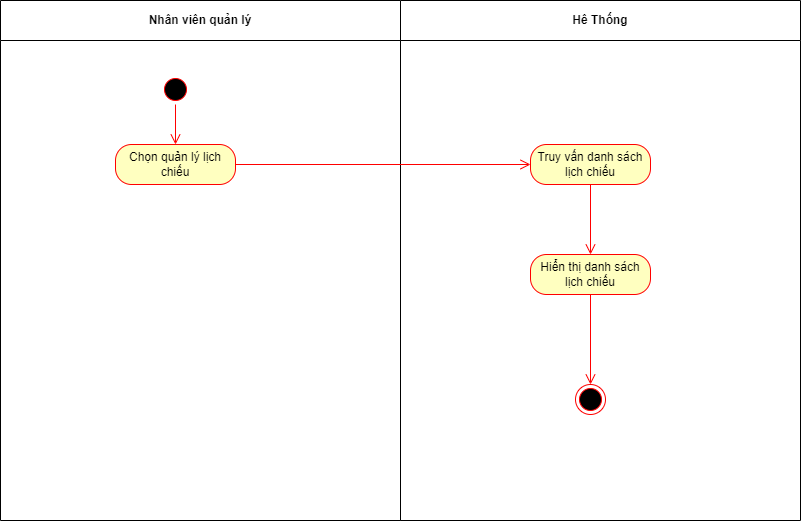 Nhân viên quản lý
Hê Thống
Chọn quản lý lịch
chiếu
Truy vấn danh sách
lịch chiếu
Hiển thị danh sách
lịch chiếu